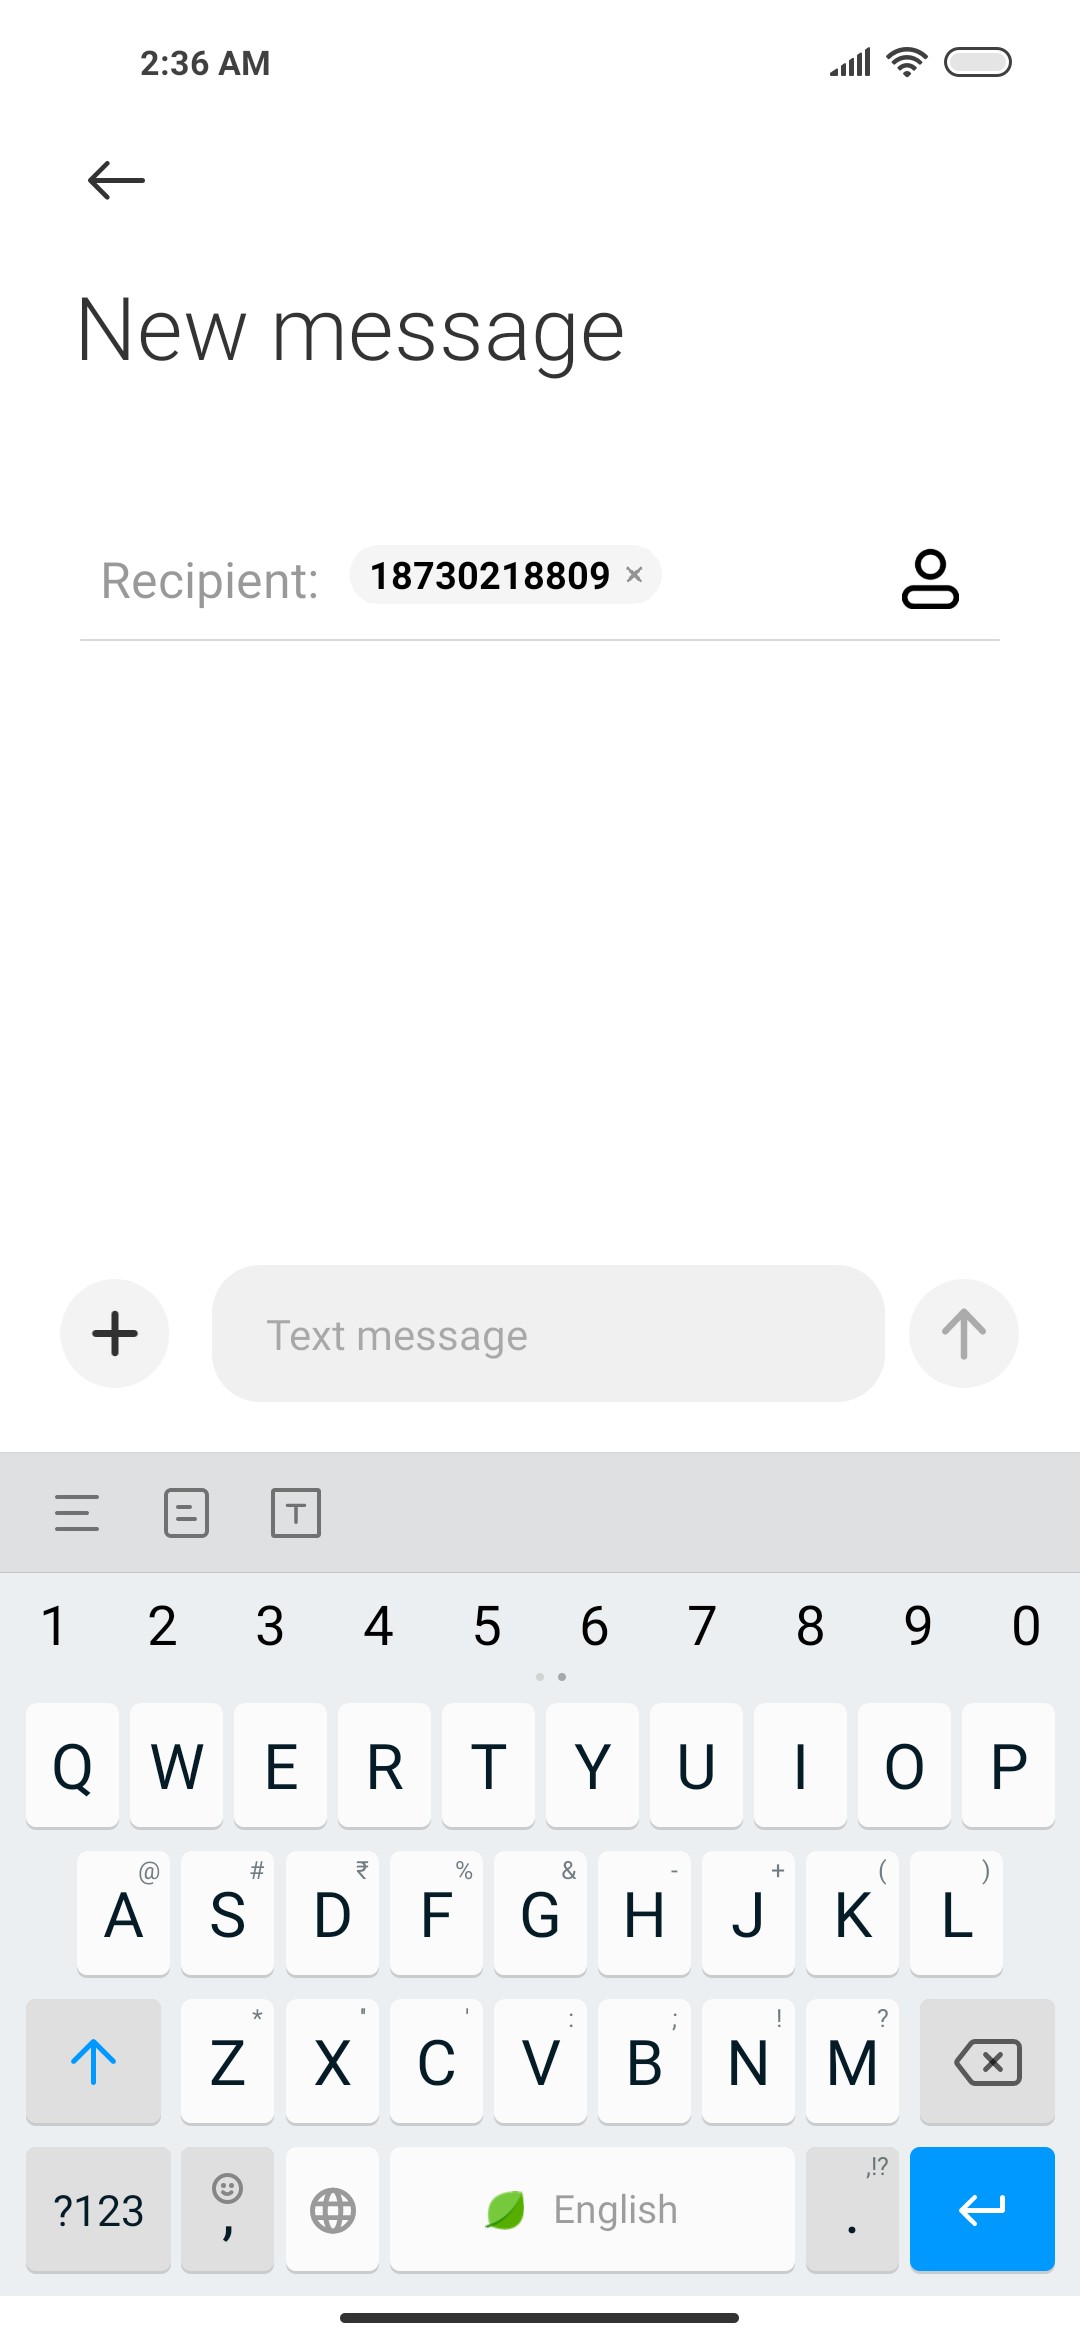 2:36 AM
New message
Recipient: 18730218809 ×
Text message
T
1 2 3 4 5 6 7 8 9 0
Q W E R T Y U I O P
@ # ₹ % & - + ( )
A S D F G H J K L
* " ' : ; ! ?
Z X C V B N M
,!?
?123 , English .